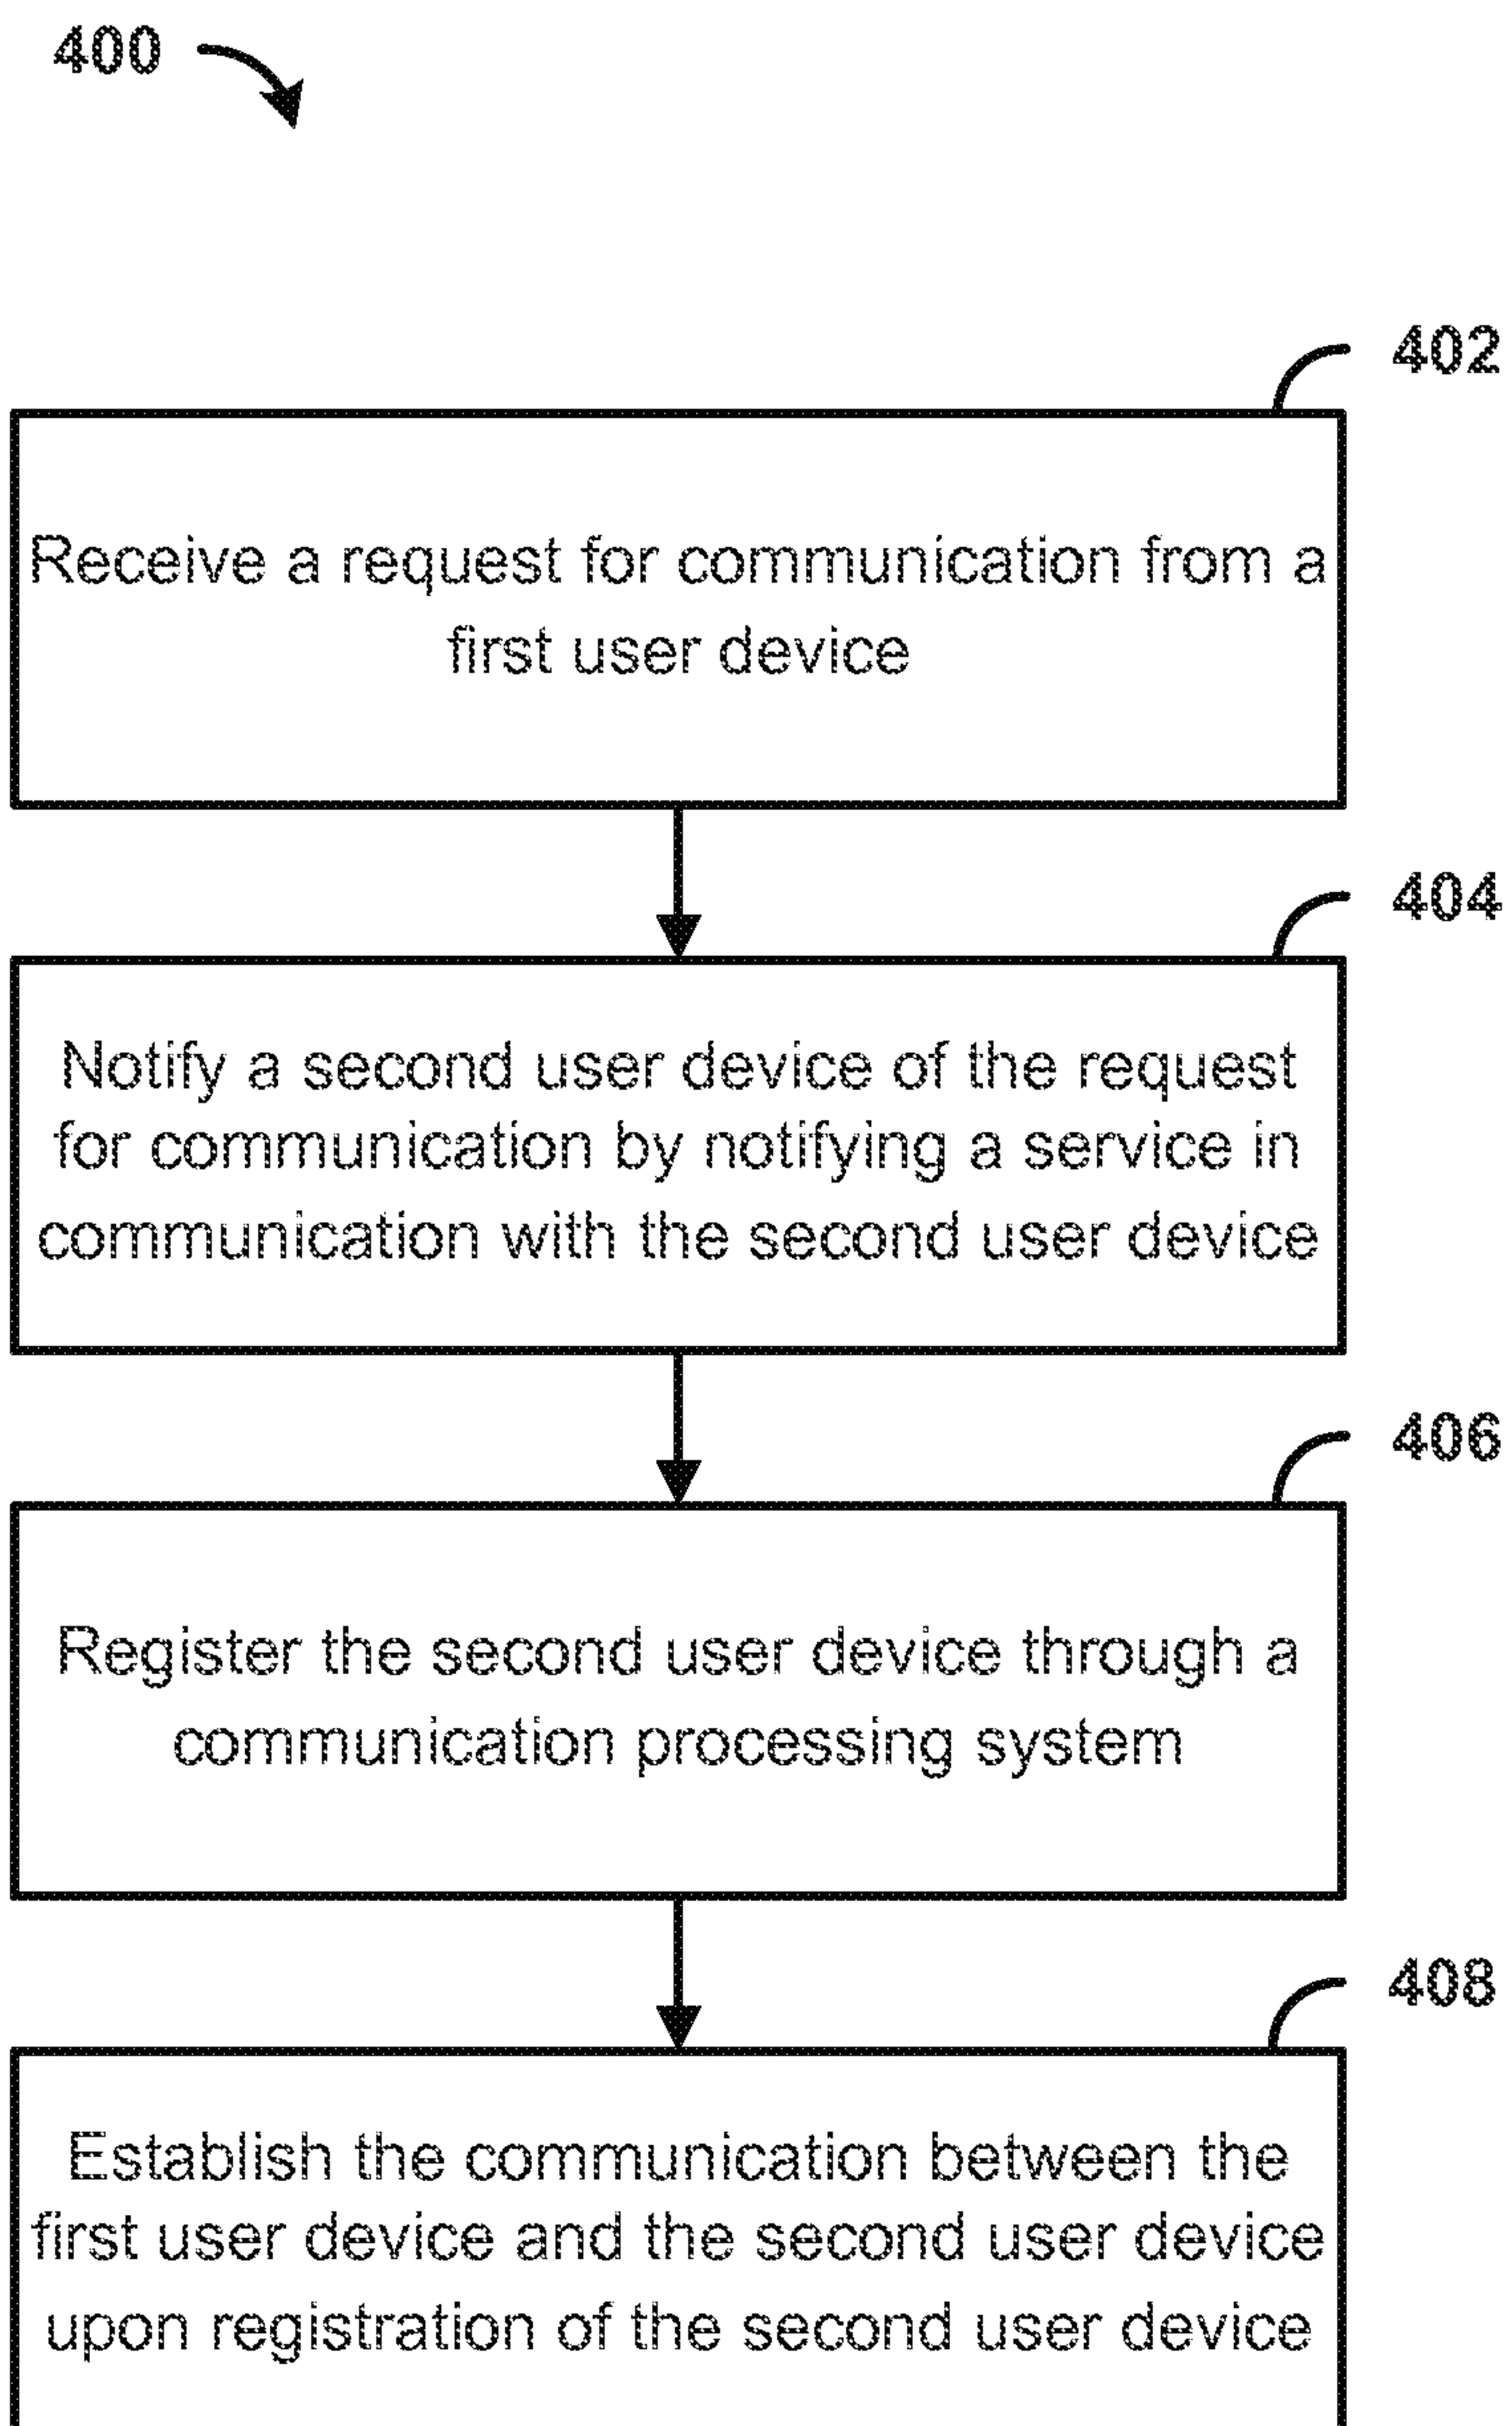 400
402
Receive a request for communication from a
first user device
404
Notify a second user device of the request
for communication by notifying a service in
communication with the second user device
406
Register the second user device through a
communication processing system
408
Establish the communication between the
first user device and the second user device
upon registration of the second user device